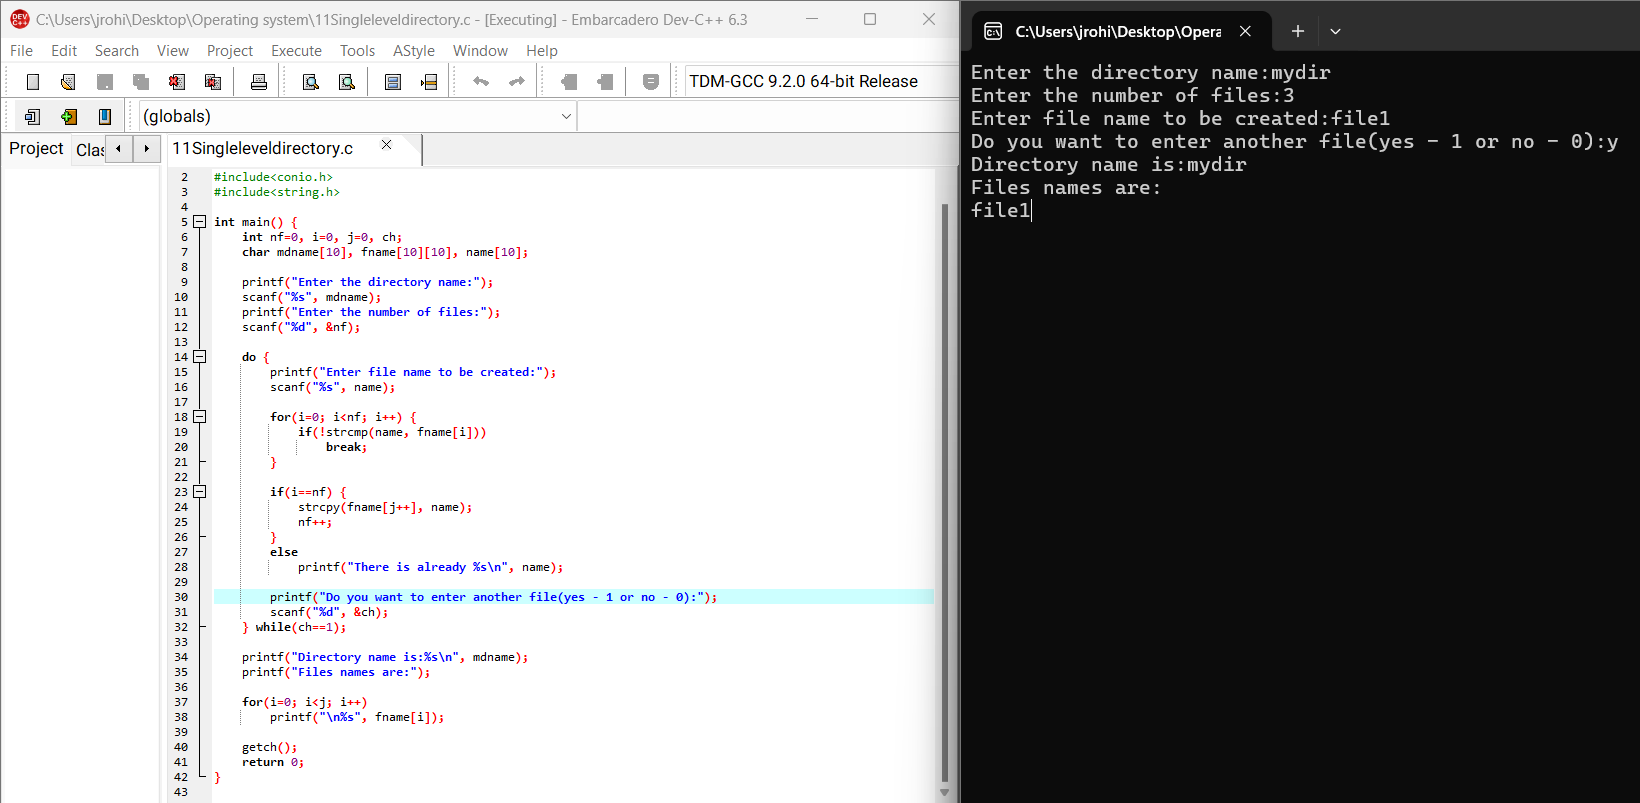 C:\Users\jrohi\Desktop\Operating system\11Singleleveldirectory.c - [Executing] - Embarcadero Dev-C++ 6.3
File Edit Search View Project Execute Tools AStyle Window Help
TDM-GCC 9.2.0 64-bit Release
(globals)
Project Clas 11Singleleveldirectory.c
2 #include<conio.h>
3 #include<string.h>
4
5 int main() {
6 int nf=0, i=0, j=0, ch;
7 char mdname[10], fname[10][10], name[10];
8
9 printf("Enter the directory name:");
10 scanf("%s", mdname);
11 printf("Enter the number of files:");
12 scanf("%d", &nf);
13
14 do {
15 printf("Enter file name to be created:");
16 scanf("%s", name);
17
18 for(i=0; i<nf; i++) {
19 if(!strcmp(name, fname[i]))
20 break;
21 }
22
23 if(i==nf) {
24 strcpy(fname[j++], name);
25 nf++;
26 }
27 else
28 printf("There is already %s\n", name);
29
30 printf("Do you want to enter another file(yes - 1 or no - 0):");
31 scanf("%d", &ch);
32 } while(ch==1);
33
34 printf("Directory name is:%s\n", mdname);
35 printf("Files names are:");
36
37 for(i=0; i<j; i++)
38 printf("\n%s", fname[i]);
39
40 getch();
41 return 0;
42 }
43
C:\Users\jrohi\Desktop\Opera
Enter the directory name:mydir
Enter the number of files:3
Enter file name to be created:file1
Do you want to enter another file(yes - 1 or no - 0):y
Directory name is:mydir
Files names are:
file1